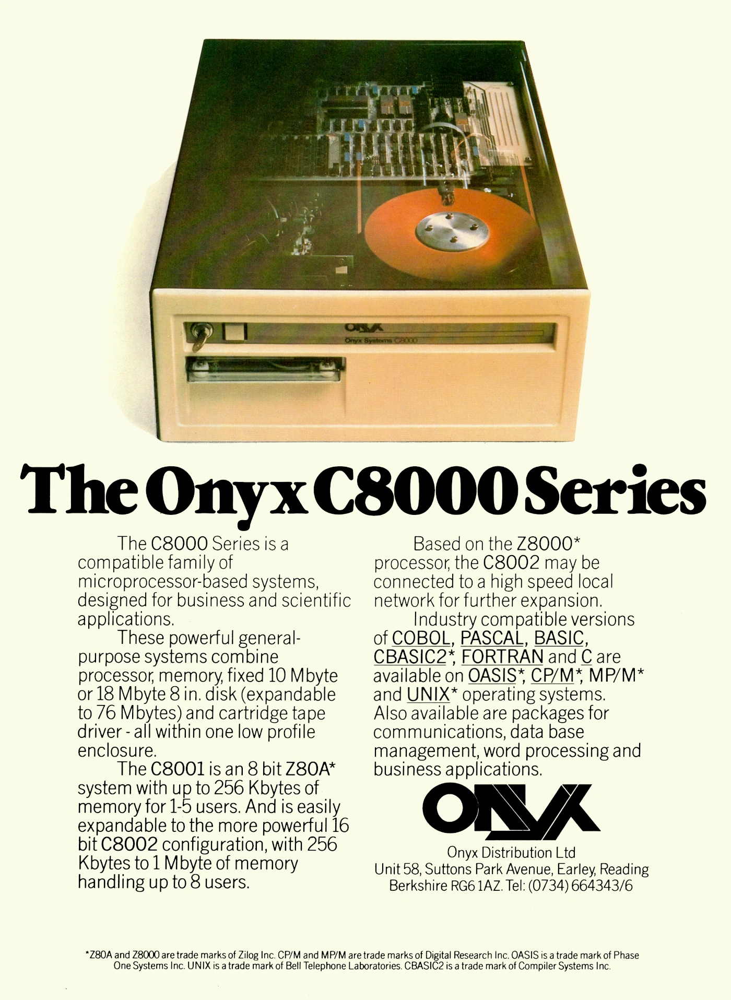 ONYX
Onyx Systems C8000
The Onyx C8000 Series
The C8000 Series is a
compatible family of
microprocessor-based systems,
designed for business and scientific
applications.
These powerful general-
purpose systems combine
processor, memory, fixed 10 Mbyte
or 18 Mbyte 8 in. disk (expandable
to 76 Mbytes) and cartridge tape
driver - all within one low profile
enclosure.
The C8001 is an 8 bit Z80A*
system with up to 256 Kbytes of
memory for 1-5 users. And is easily
expandable to the more powerful 16
bit C8002 configuration, with 256
Kbytes to 1 Mbyte of memory
handling up to 8 users.
Based on the Z8000*
processor, the C8002 may be
connected to a high speed local
network for further expansion.
Industry compatible versions
of COBOL, PASCAL, BASIC,
CBASIC2*, FORTRAN and C are
available on OASIS*, CP/M*, MP/M*
and UNIX* operating systems.
Also available are packages for
communications, data base
management, word processing and
business applications.
ONYX
Onyx Distribution Ltd
Unit 58, Suttons Park Avenue, Earley, Reading
Berkshire RG6 1AZ. Tel: (0734) 664343/6
*Z80A and Z8000 are trade marks of Zilog Inc. CP/M and MP/M are trade marks of Digital Research Inc. OASIS is a trade mark of Phase
One Systems Inc. UNIX is a trade mark of Bell Telephone Laboratories. CBASIC2 is a trade mark of Compiler Systems Inc.